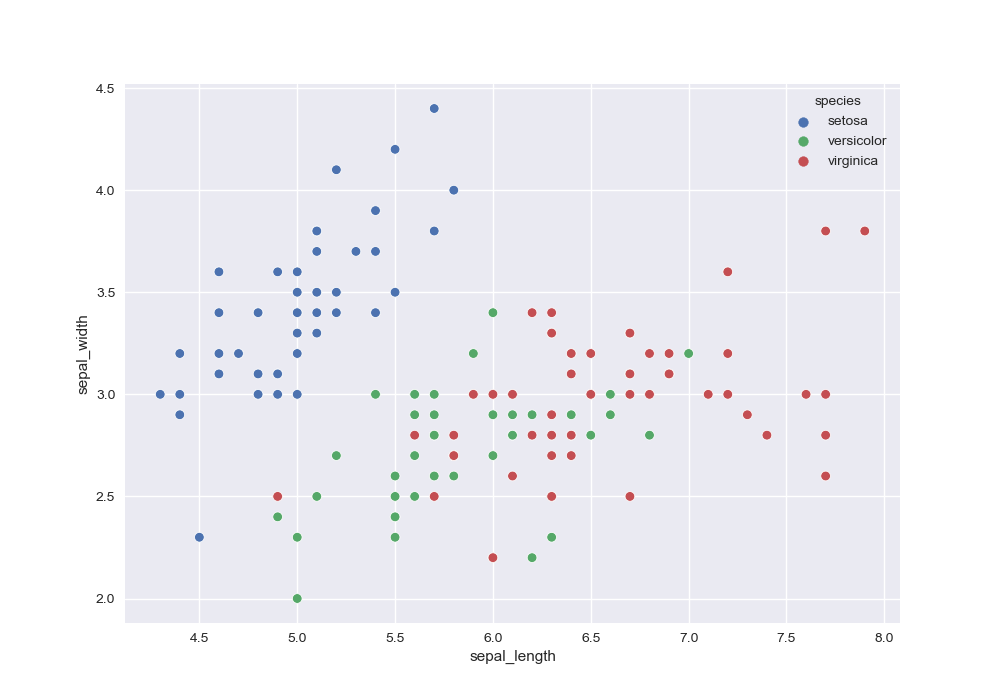 species
setosa
versicolor
virginica
4.5
4.0
3.5
3.0
2.5
2.0
sepal_width
4.5 5.0 5.5 6.0 6.5 7.0 7.5 8.0
sepal_length